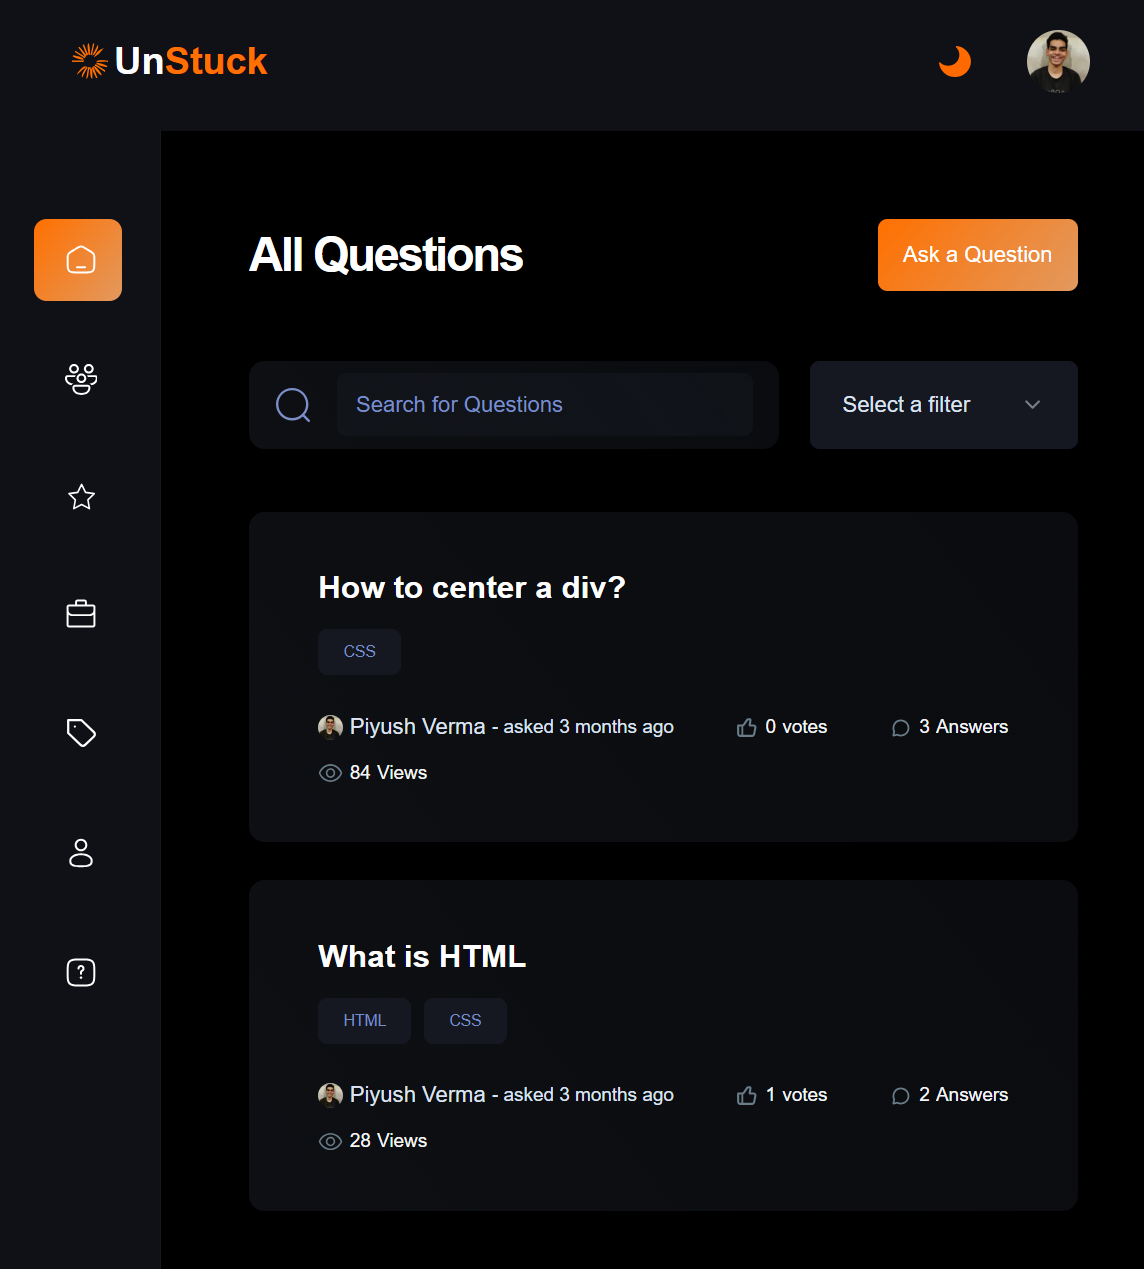 UnStuck
All Questions
Ask a Question
Search for Questions
Select a filter
How to center a div?
CSS
Piyush Verma - asked 3 months ago
0 votes
3 Answers
84 Views
What is HTML
HTML
CSS
Piyush Verma - asked 3 months ago
1 votes
2 Answers
28 Views